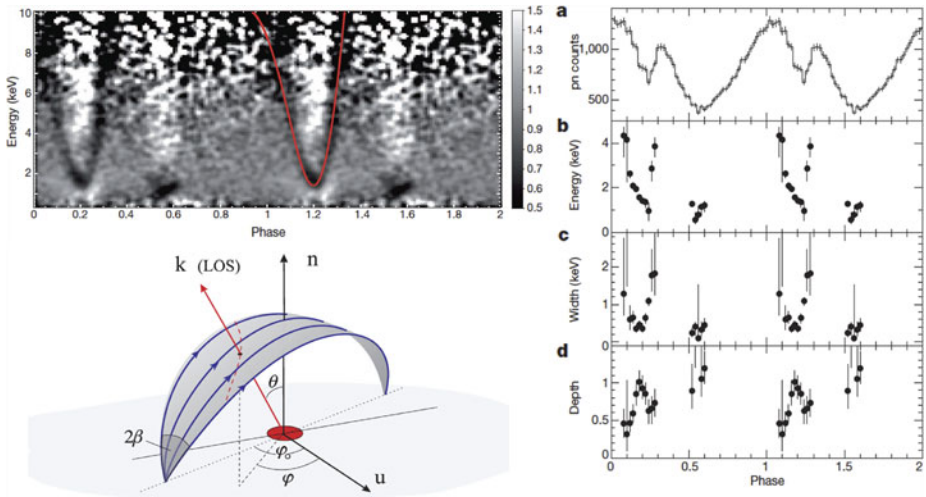 10
8
6
4
2
Energy (keV)
0 0.2 0.4 0.6 0.8 1 1.2 1.4 1.6 1.8 2
Phase
1.5
1.4
1.3
1.2
1.1
1
0.9
0.8
0.7
0.6
0.5
k (LOS)
n
θ
2β
φo
φ
u
a
1,000
500
pn counts
b
4
2
0
Energy (keV)
c
2
1
0
Width (keV)
d
1
0.5
0
Depth
0 0.5 1 1.5 2
Phase